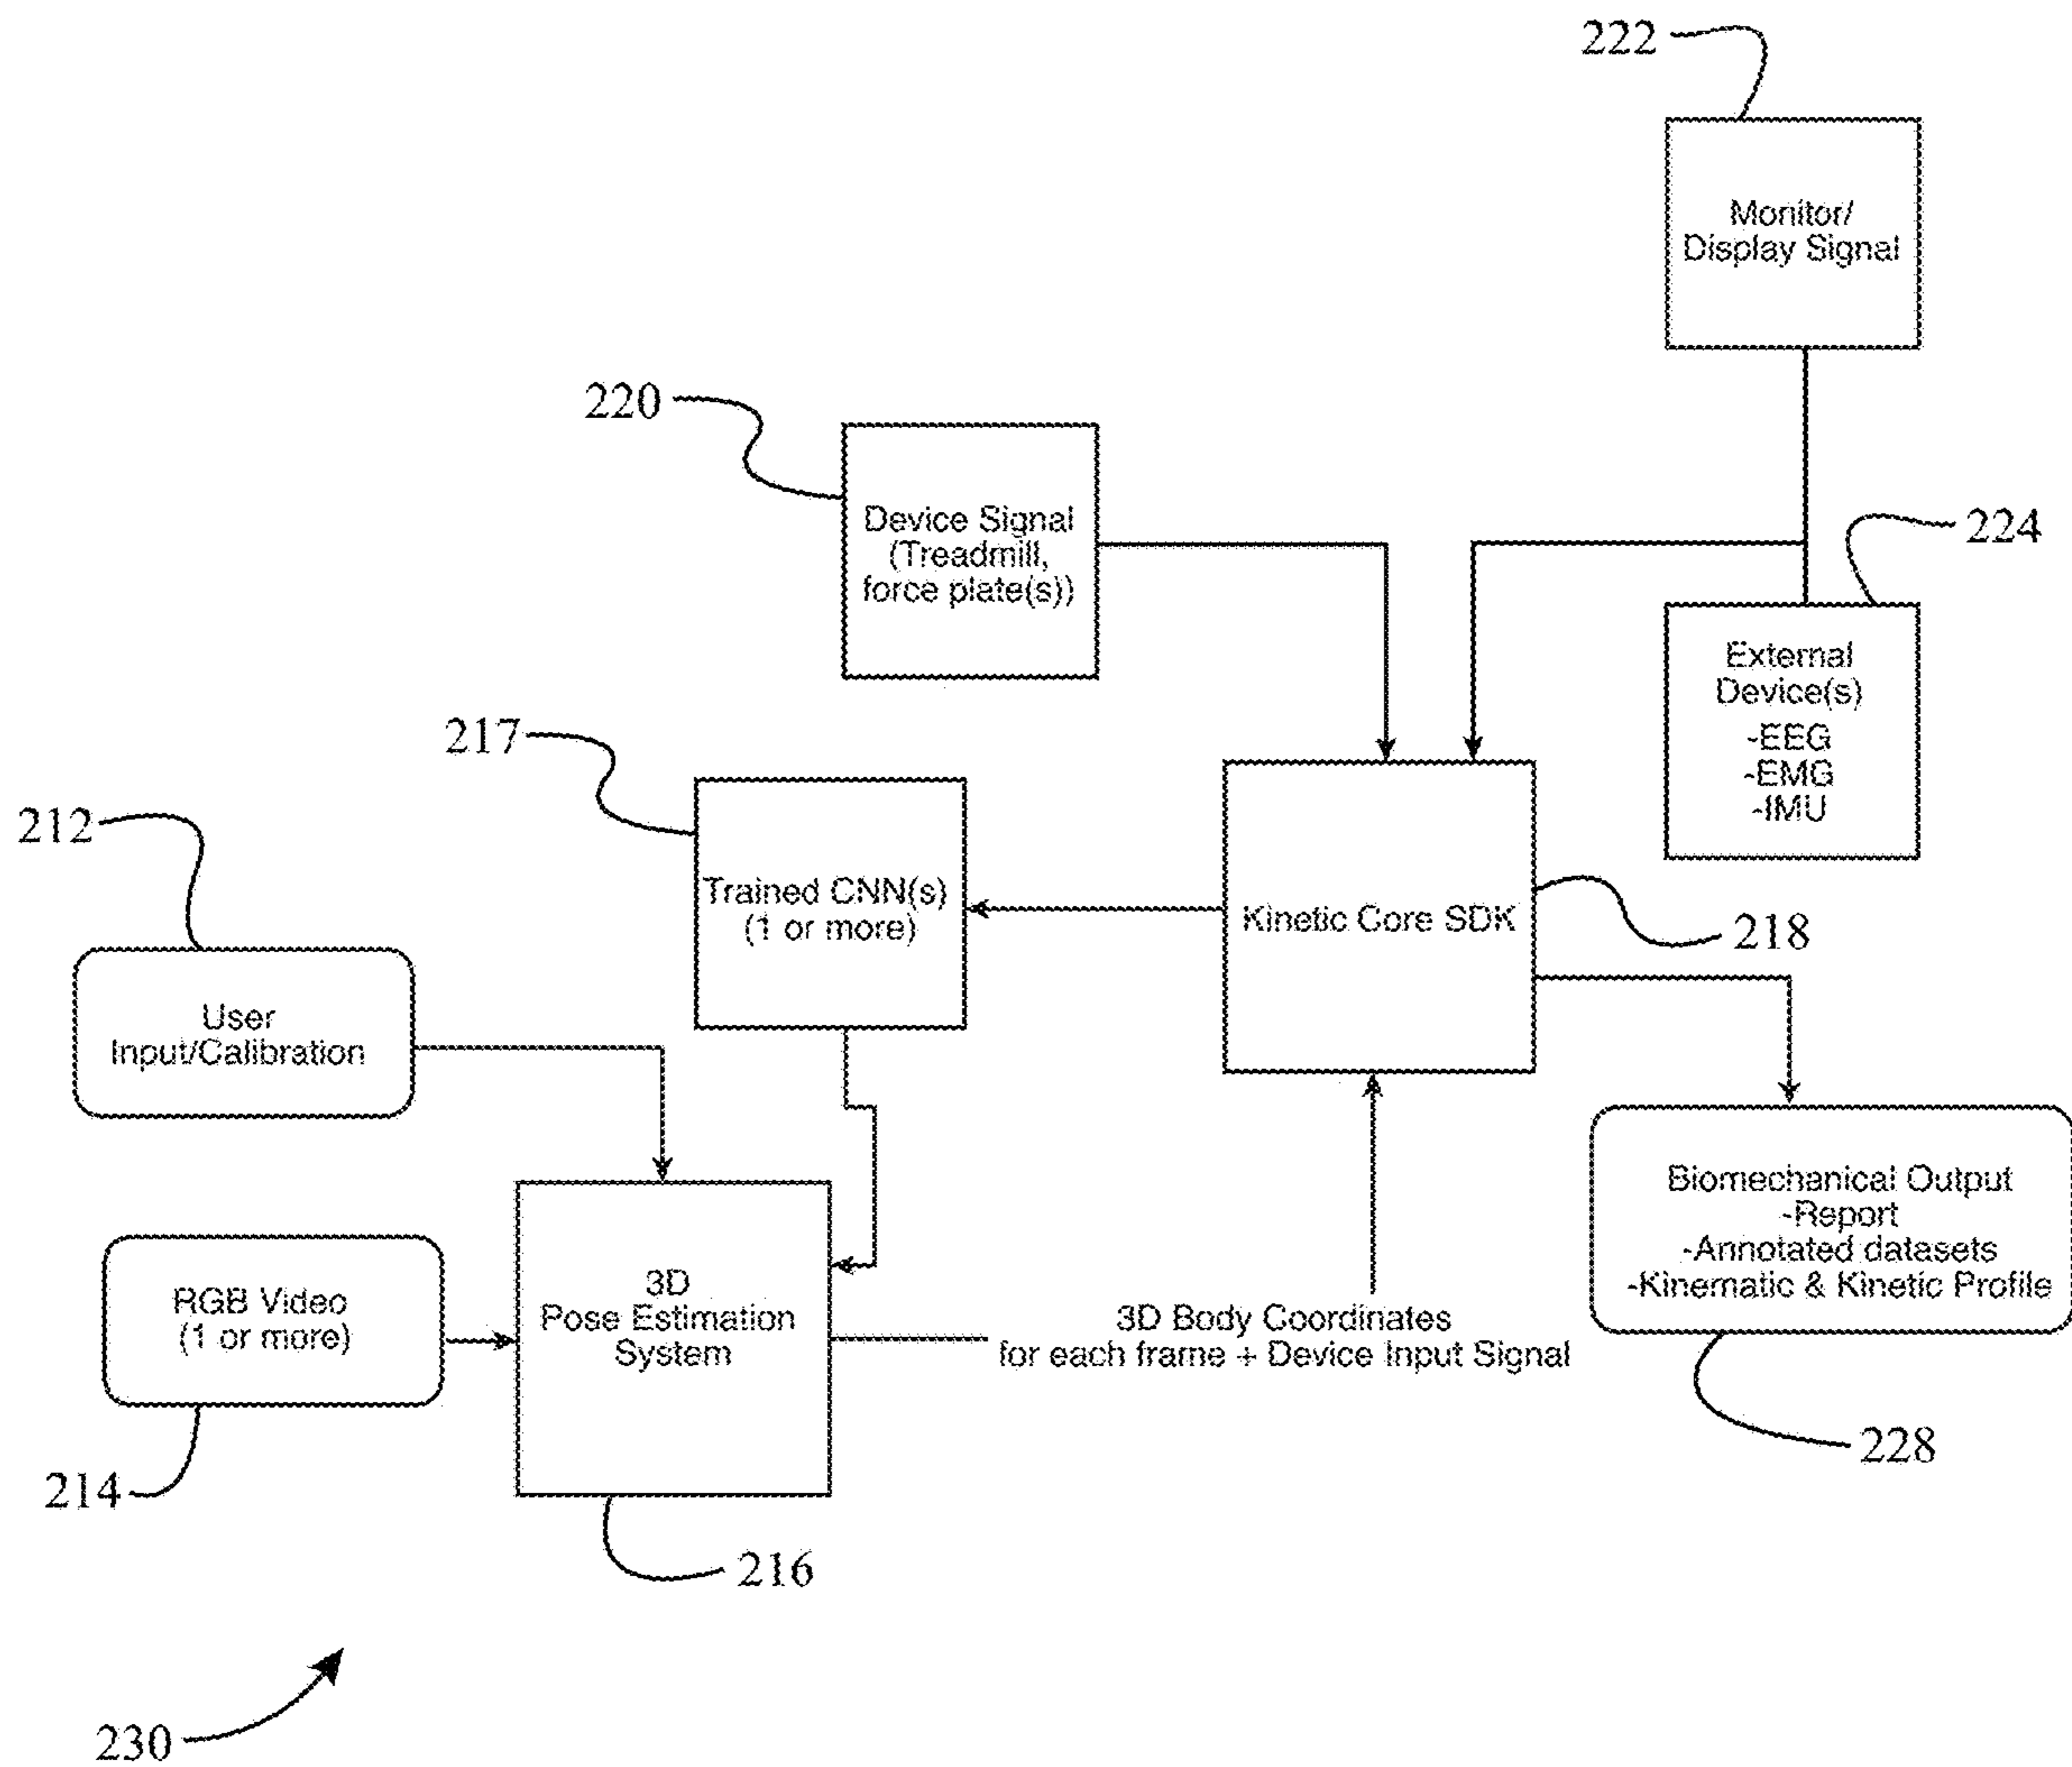 222
Monitor/
Display Signal
220
Device Signal
(Treadmill,
force plate(s))
224
External
Device(s)
-EEG
-EMG
-IMU
217
Trained CNN(s)
(1 or more)
212
User
Input/Calibration
Kinetic Core SDK
218
RGB Video
(1 or more)
214
3D
Pose Estimation
System
216
3D Body Coordinates
for each frame + Device Input Signal
Biomechanical Output
-Report
-Annotated datasets
-Kinematic & Kinetic Profile
228
230